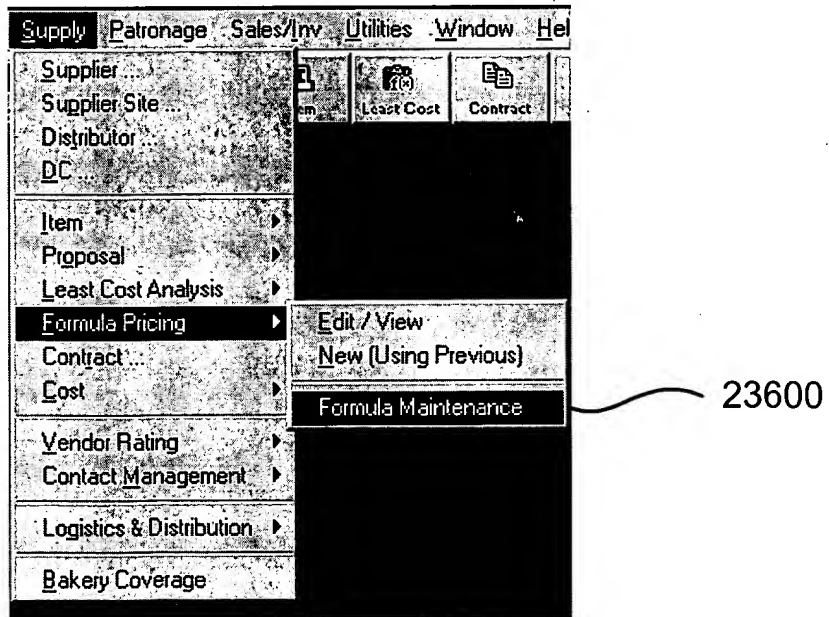 Supply Patronage Sales/Inv Utilities Window Hel
Supplier ...
Supplier Site ...
Distributor ...
DC ...
em Least Cost Contract
Item
Proposal
Least Cost Analysis
Formula Pricing
Contract ...
Cost
Edit / View
New (Using Previous)
Formula Maintenance
23600
Vendor Rating
Contact Management
Logistics & Distribution
Bakery Coverage